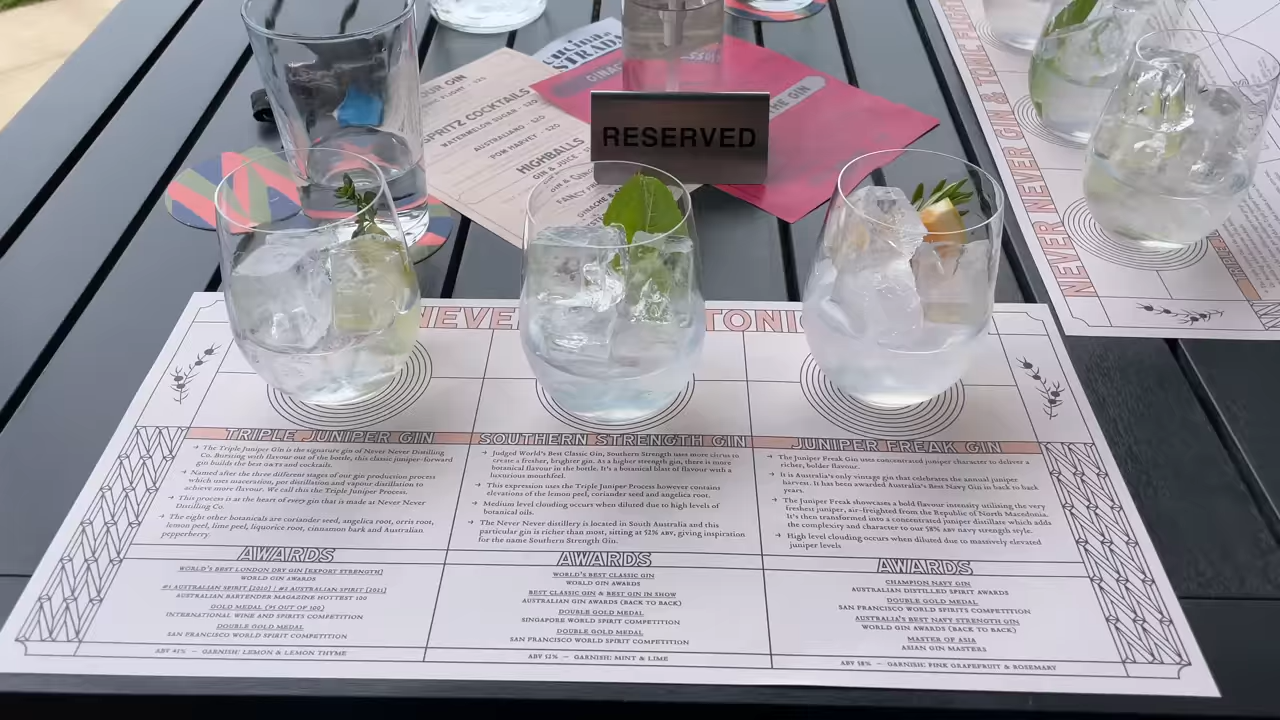 CUCINA
STRADA
OUR GIN
SPRITZ COCKTAILS
WATERMELON SUGAR
AUSTRALIANO 120
POM HARVEY 120
HIGHBALLS
GIN & JUICE
GIN & GINGER
THE GIN
RESERVED
NEVER NEVER GIN & TONIC
NEVER
TONIC
TRIPLE JUNIPER GIN
→ The Triple Juniper Gin is the signature gin of Never Never Distilling
Co. Bursting with flavour out of the bottle, this classic juniper-forward
gin builds the best G&TS and cocktails.
→ Named after the three different stages of our gin production process
which uses maceration, pot distillation and vapour distillation to
achieve more flavour. We call this the Triple Juniper Process.
→ This process is at the heart of every gin that is made at Never Never
Distilling Co.
→ The eight other botanicals are coriander seed, angelica root, orris root,
lemon peel, lime peel, liquorice root, cinnamon bark and Australian
pepperberry.
AWARDS
WORLD'S BEST LONDON DRY GIN [EXPORT STRENGTH]
WORLD GIN AWARDS
#1 AUSTRALIAN SPIRIT [2020] | #2 AUSTRALIAN SPIRIT [2021]
AUSTRALIAN BARTENDER MAGAZINE HOTTEST 100
GOLD MEDAL (95 OUT OF 100)
INTERNATIONAL WINE AND SPIRITS COMPETITION
DOUBLE GOLD MEDAL
SAN FRANCISCO WORLD SPIRIT COMPETITION
ABV 43% — GARNISH: LEMON & LEMON THYME
SOUTHERN STRENGTH GIN
→ Judged World's Best Classic Gin, Southern Strength uses more citrus to
create a fresher, brighter gin. As a higher strength gin, there is more
botanical flavour in the bottle. It's a botanical blast of flavour with a
luxurious mouthfeel.
→ This expression uses the Triple Juniper Process however contains
elevations of the lemon peel, coriander seed and angelica root.
→ Medium level clouding occurs when diluted due to high levels of
botanical oils.
→ The Never Never distillery is located in South Australia and this
particular gin is richer than most, sitting at 52% ABV, giving inspiration
for the name Southern Strength Gin.
AWARDS
WORLD'S BEST CLASSIC GIN
WORLD GIN AWARDS
BEST CLASSIC GIN & BEST GIN IN SHOW
AUSTRALIAN GIN AWARDS (BACK TO BACK)
DOUBLE GOLD MEDAL
SINGAPORE WORLD SPIRIT COMPETITION
DOUBLE GOLD MEDAL
SAN FRANCISCO WORLD SPIRIT COMPETITION
ABV 52% — GARNISH: MINT & LIME
JUNIPER FREAK GIN
→ The Juniper Freak Gin uses concentrated juniper character to deliver a
richer, bolder flavour.
→ It is Australia's only vintage gin that celebrates the annual juniper
harvest. It has been awarded Australia's Best Navy Gin in back to back
years.
→ The Juniper Freak showcases a bold flavour intensity utilising the very
freshest juniper, air-freighted from the Republic of North Macedonia.
It's then transformed into a concentrated juniper distillate which adds
the complexity and character to our 58% ABV navy strength style.
→ High level clouding occurs when diluted due to massively elevated
juniper levels
AWARDS
CHAMPION NAVY GIN
AUSTRALIAN DISTILLED SPIRIT AWARDS
DOUBLE GOLD MEDAL
SAN FRANCISCO WORLD SPIRITS COMPETITION
AUSTRALIA'S BEST NAVY STRENGTH GIN
WORLD GIN AWARDS (BACK TO BACK)
MASTER OF ASIA
ASIAN GIN MASTERS
ABV 58% — GARNISH: PINK GRAPEFRUIT & ROSEMARY